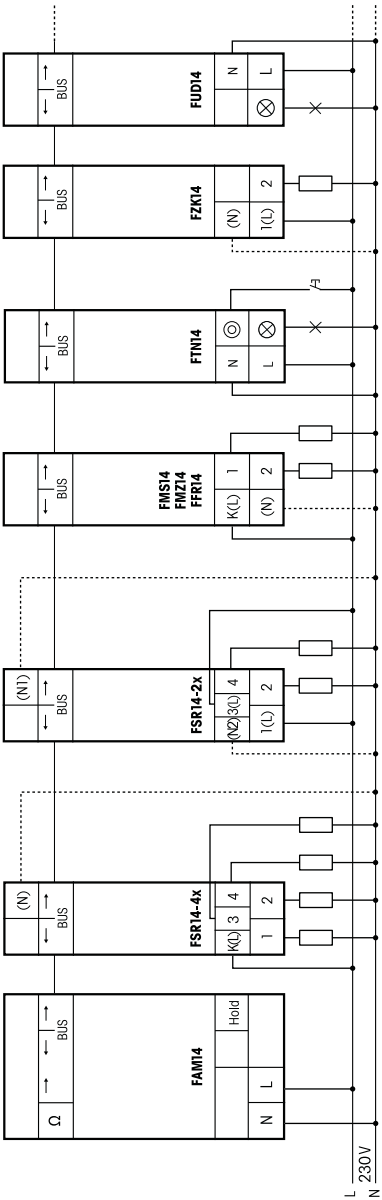 BUS
FUD14
N
L
BUS
FZK14
(N)
2
1(L)
BUS
FTN14
N
L
BUS
FMS14
FMZ14
FFR14
1
K(L)
2
(N)
(N1)
BUS
FSR14-2x
4
3(L)
(N2)
2
1(L)
(N)
BUS
FSR14-4x
4
3
K(L)
2
1
BUS
Ω
FAM14
Hold
L
N
L
230V
N